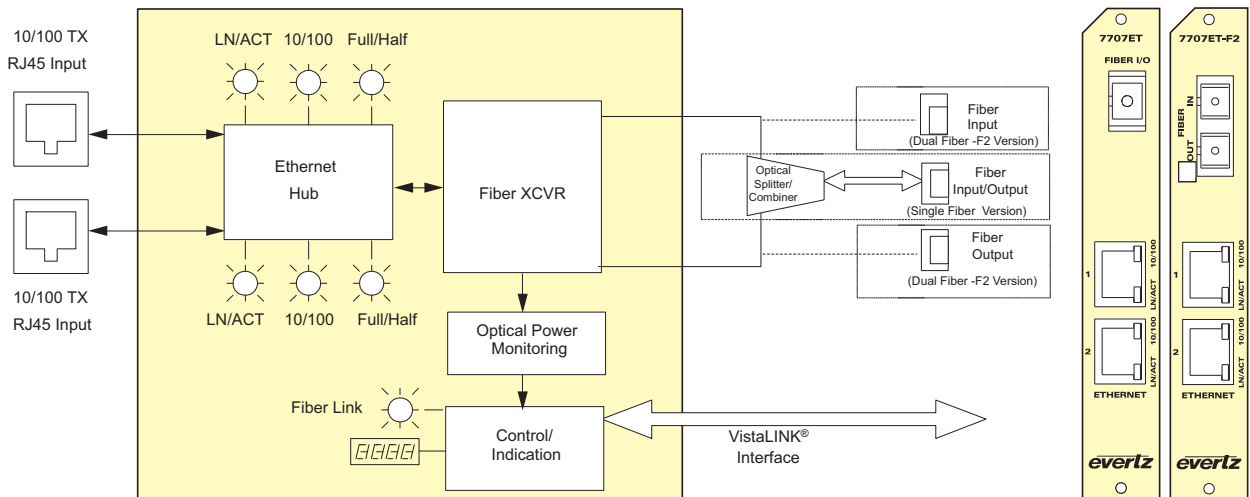 10/100 TX
RJ45 Input
LN/ACT 10/100 Full/Half
Ethernet
Hub
LN/ACT 10/100 Full/Half
10/100 TX
RJ45 Input
Fiber XCVR
Optical Power
Monitoring
Fiber Link
8888
Control/
Indication
VistaLINK®
Interface
Optical
Splitter/
Combiner
Fiber
Input
(Dual Fiber -F2 Version)
Fiber
Input/Output
(Single Fiber Version)
Fiber
Output
(Dual Fiber -F2 Version)
7707ET
FIBER I/O
1
LN/ACT 10/100
2
LN/ACT 10/100
ETHERNET
evertz
7707ET-F2
FIBER
IN
OUT
1
LN/ACT 10/100
2
LN/ACT 10/100
ETHERNET
evertz